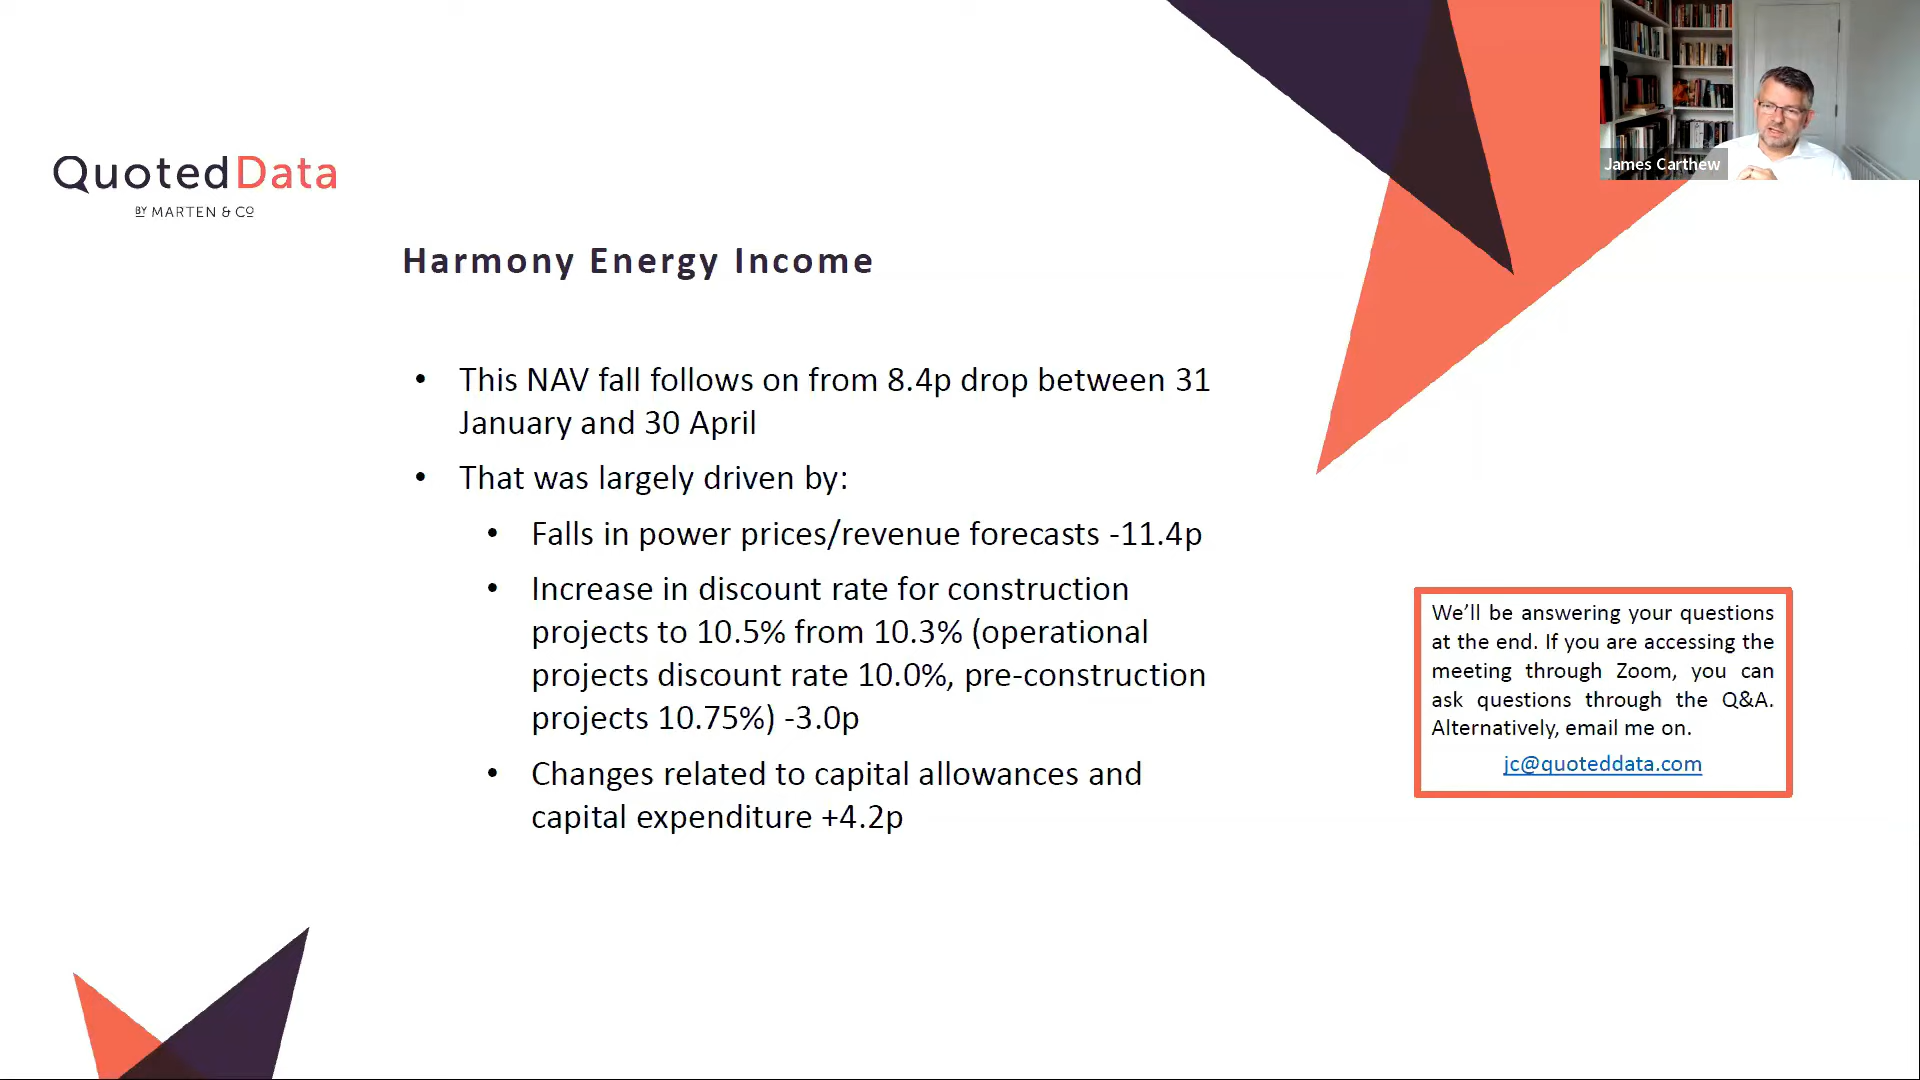 James Carthew
QuotedData
BY MARTEN & CO
Harmony Energy Income
• This NAV fall follows on from 8.4p drop between 31
January and 30 April
• That was largely driven by:
• Falls in power prices/revenue forecasts -11.4p
• Increase in discount rate for construction
projects to 10.5% from 10.3% (operational
projects discount rate 10.0%, pre-construction
projects 10.75%) -3.0p
• Changes related to capital allowances and
capital expenditure +4.2p
We’ll be answering your questions
at the end. If you are accessing the
meeting through Zoom, you can
ask questions through the Q&A.
Alternatively, email me on.
jc@quoteddata.com